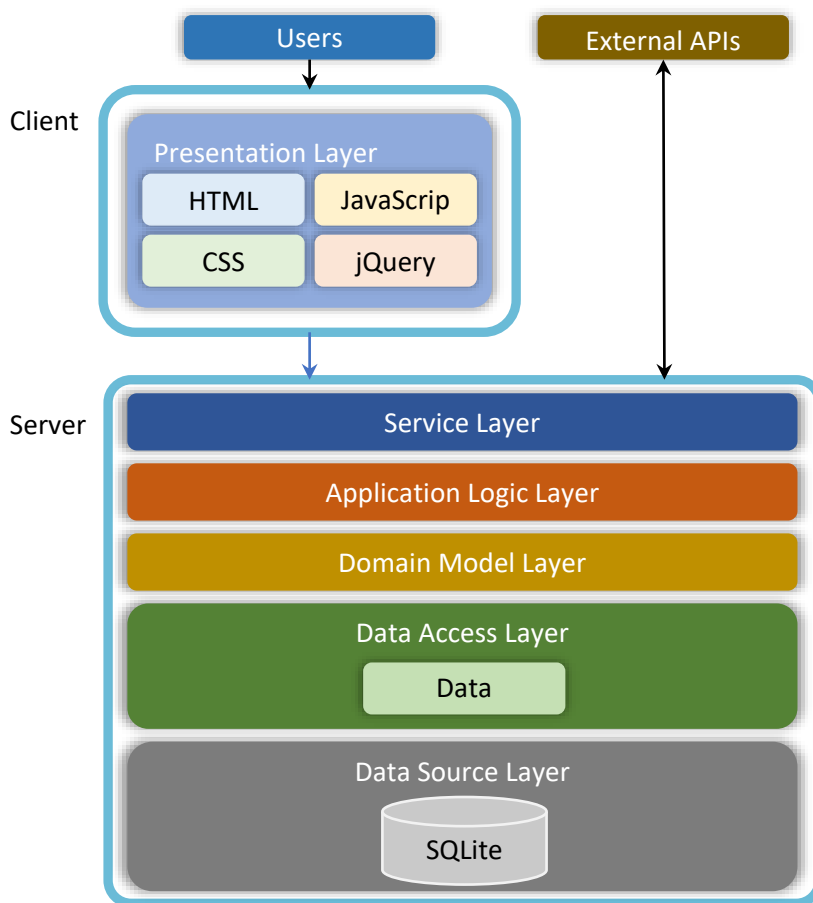 Users
External APIs
Client
Presentation Layer
HTML
JavaScrip
CSS
jQuery
Server
Service Layer
Application Logic Layer
Domain Model Layer
Data Access Layer
Data
Data Source Layer
SQLite